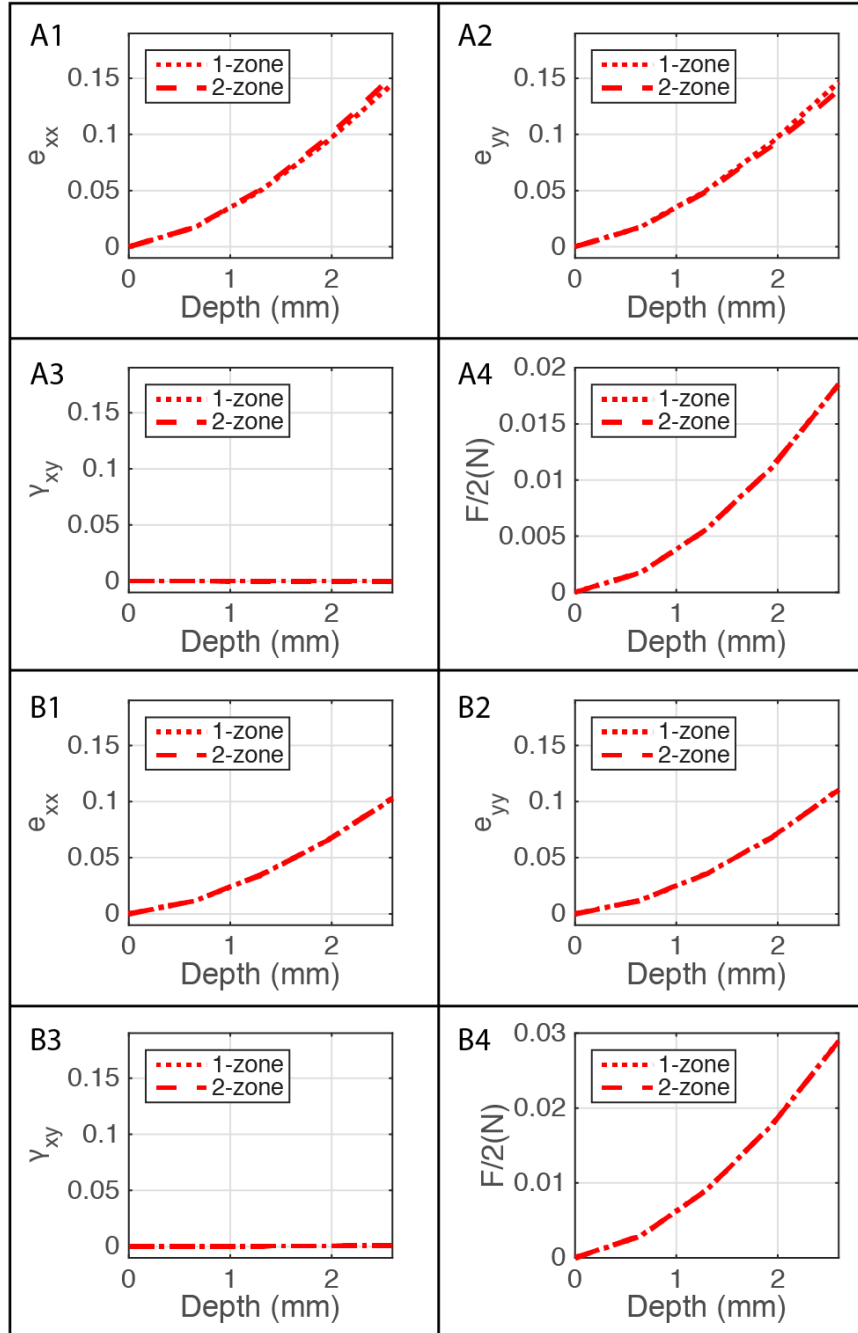 A1
1-zone
2-zone
0.15
0.1
0.05
0
e_xx
0 1 2
Depth (mm)
A2
1-zone
2-zone
0.15
0.1
0.05
0
e_yy
0 1 2
Depth (mm)
A3
1-zone
2-zone
0.15
0.1
0.05
0
γ_xy
0 1 2
Depth (mm)
A4
1-zone
2-zone
0.02
0.015
0.01
0.005
0
F/2(N)
0 1 2
Depth (mm)
B1
1-zone
2-zone
0.15
0.1
0.05
0
e_xx
0 1 2
Depth (mm)
B2
1-zone
2-zone
0.15
0.1
0.05
0
e_yy
0 1 2
Depth (mm)
B3
1-zone
2-zone
0.15
0.1
0.05
0
γ_xy
0 1 2
Depth (mm)
B4
1-zone
2-zone
0.03
0.02
0.01
0
F/2(N)
0 1 2
Depth (mm)